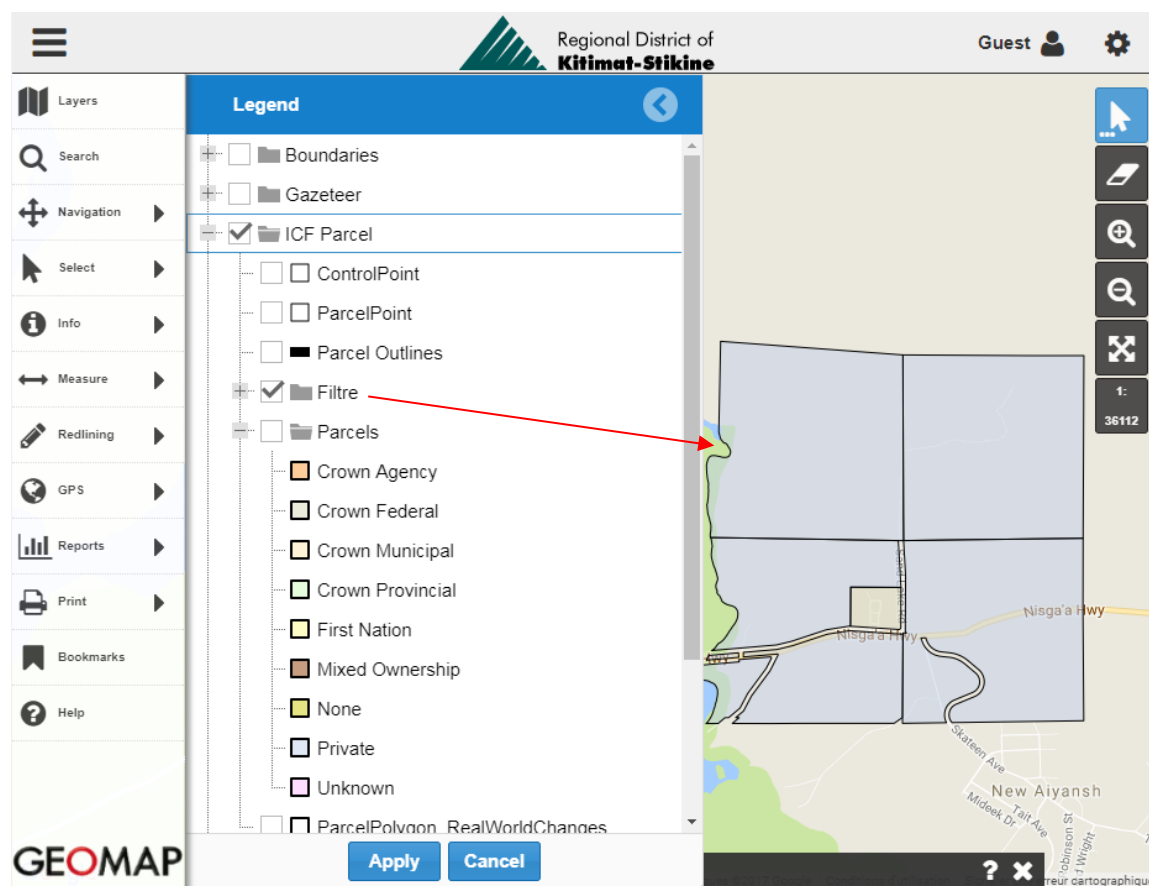 Regional District of
Kitimat-Stikine
Guest
Layers
Search
Navigation
Select
Info
Measure
Redlining
GPS
Reports
Print
Bookmarks
Help
GEOMAP
Legend
Boundaries
Gazeteer
ICF Parcel
ControlPoint
ParcelPoint
Parcel Outlines
Filtre
Parcels
Crown Agency
Crown Federal
Crown Municipal
Crown Provincial
First Nation
Mixed Ownership
None
Private
Unknown
ParcelPolygon_RealWorldChanges
Apply
Cancel
1:
36112
Nisga'a Hwy
Nisga'a Hwy
Hwy
Skateen Ave
New Aiyansh
Mideek Dr
Tait Ave
Robinson St
? ×